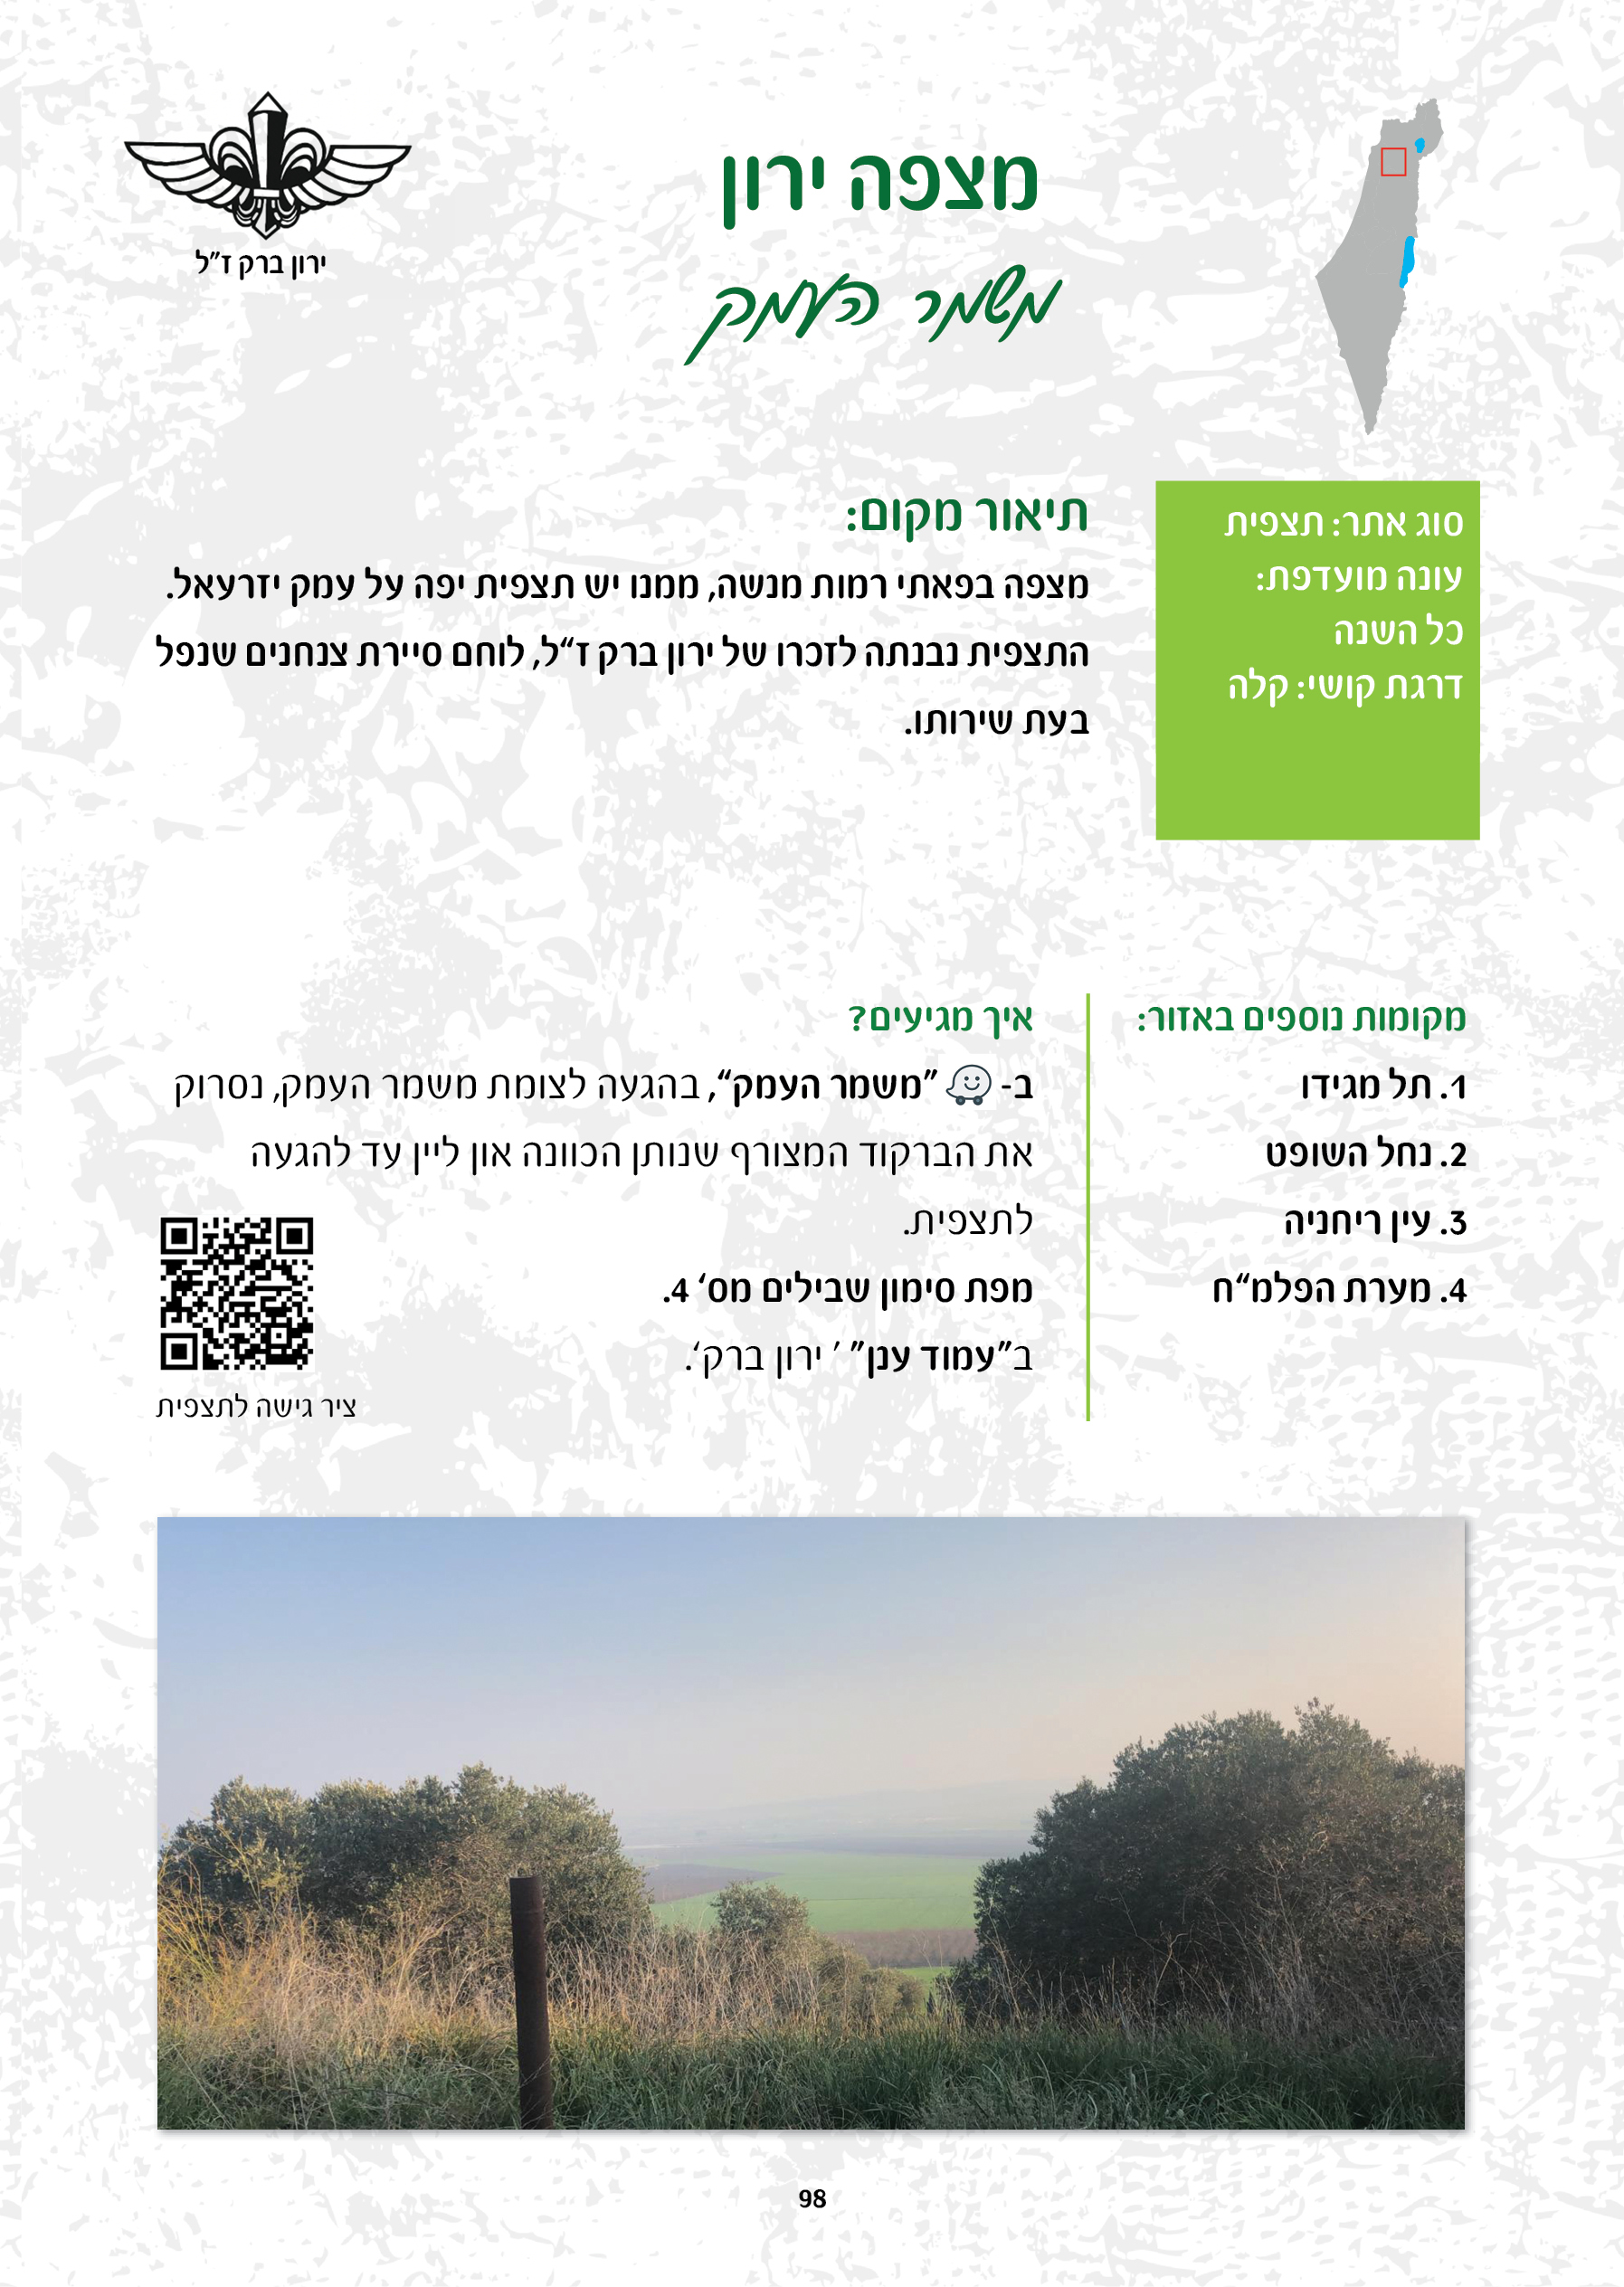 מצפה ירון
משמר העמק
ירון ברק ז"ל
סוג אתר: תצפית
עונה מועדפת:
כל השנה
דרגת קושי: קלה
תיאור מקום:
מצפה בפאתי רמות מנשה, ממנו יש תצפית יפה על עמק יזרעאל.
התצפית נבנתה לזכרו של ירון ברק ז“ל, לוחם סיירת צנחנים שנפל
בעת שירותו.
מקומות נוספים באזור:
1. תל מגידו
2. נחל השופט
3. עין ריחניה
4. מערת הפלמ“ח
איך מגיעים?
ב- "משמר העמק“, בהגעה לצומת משמר העמק, נסרוק
את הברקוד המצורף שנותן הכוונה און ליין עד להגעה
לתצפית.
מפת סימון שבילים מס‘ 4.
ב"עמוד ענן" ' ירון ברק‘.
ציר גישה לתצפית
98